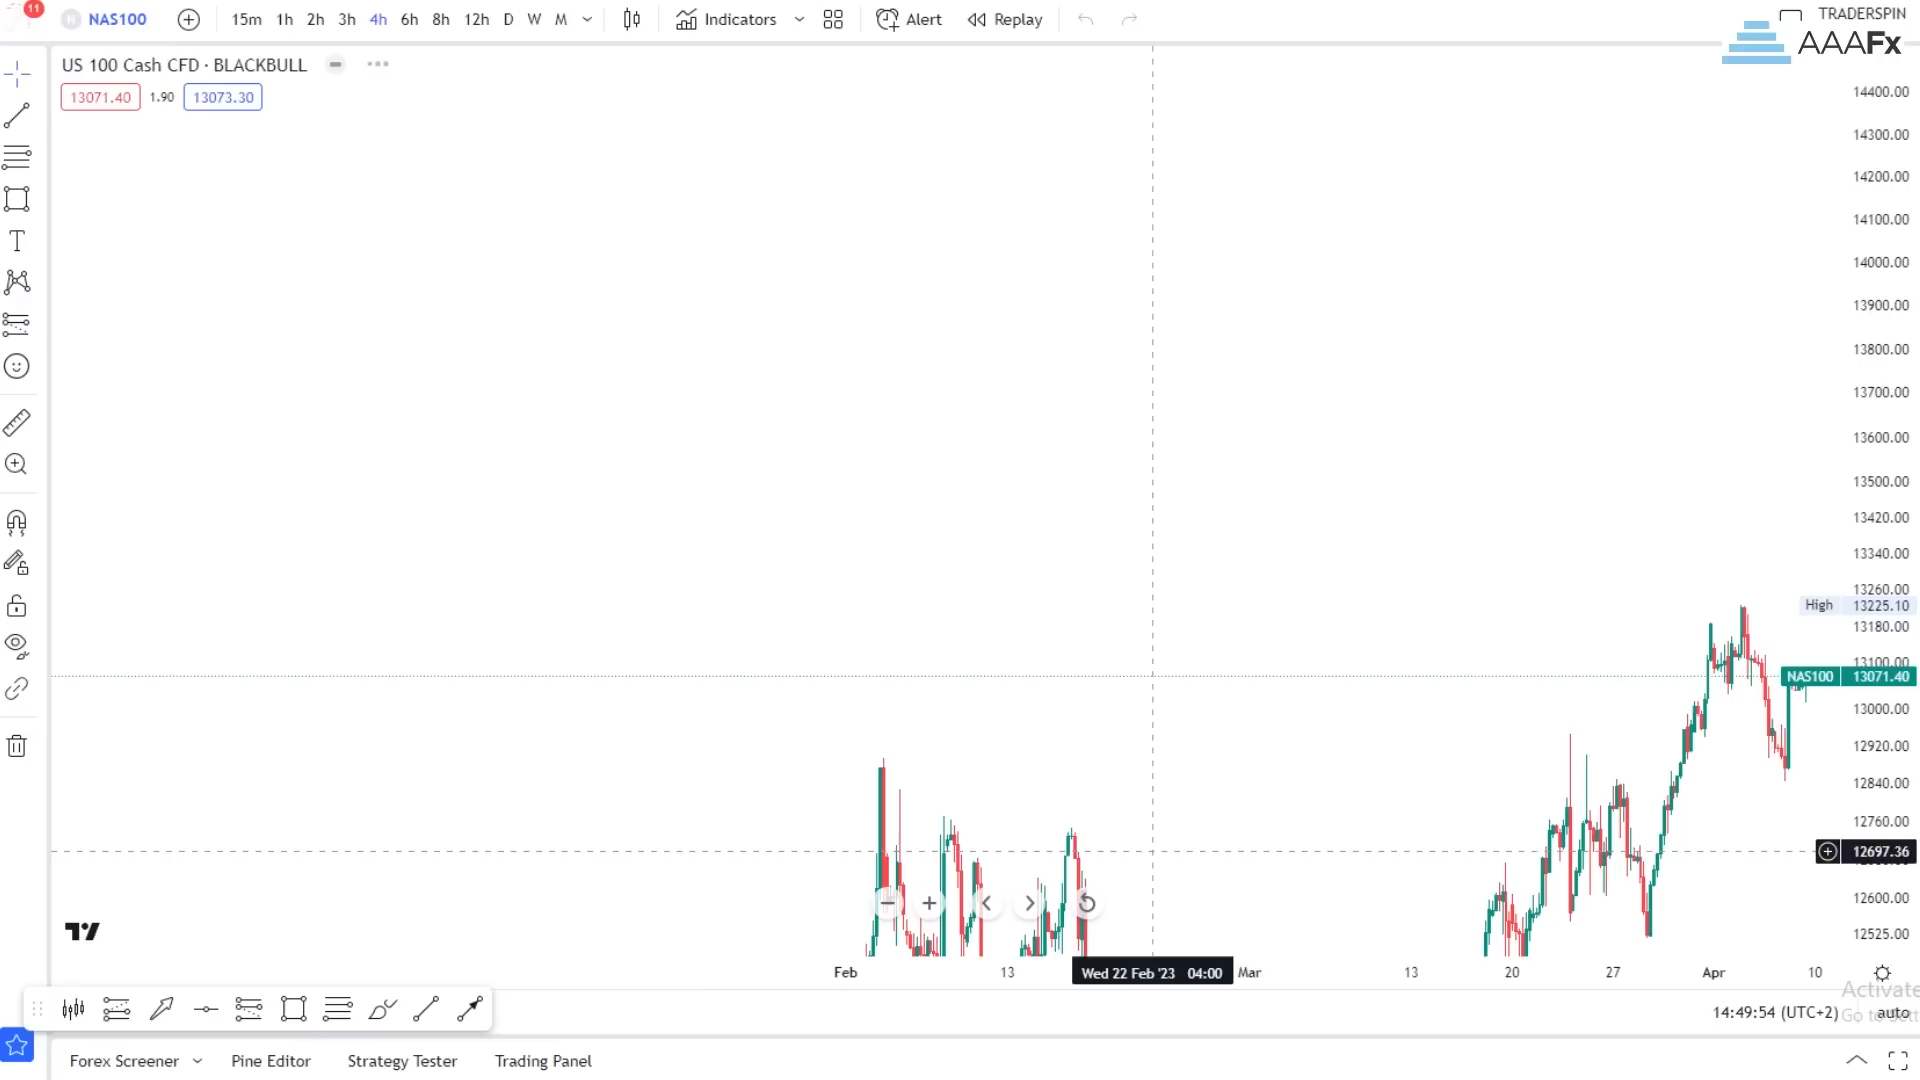 11
NAS100
15m 1h 2h 3h 4h 6h 8h 12h D W M
Indicators
Alert
Replay
TRADERSPIN
AAAFx
US 100 Cash CFD · BLACKBULL
13071.40 1.90 13073.30
14400.00
14300.00
14200.00
14100.00
14000.00
13900.00
13800.00
13700.00
13600.00
13500.00
13420.00
13340.00
13260.00
High 13225.10
13180.00
13100.00
NAS100 13071.40
13000.00
12920.00
12840.00
12760.00
12697.36
12600.00
12525.00
Feb 13 Wed 22 Feb '23 04:00 Mar 13 20 27 Apr 10
Activate
14:49:54 (UTC+2)
auto
Forex Screener Pine Editor Strategy Tester Trading Panel